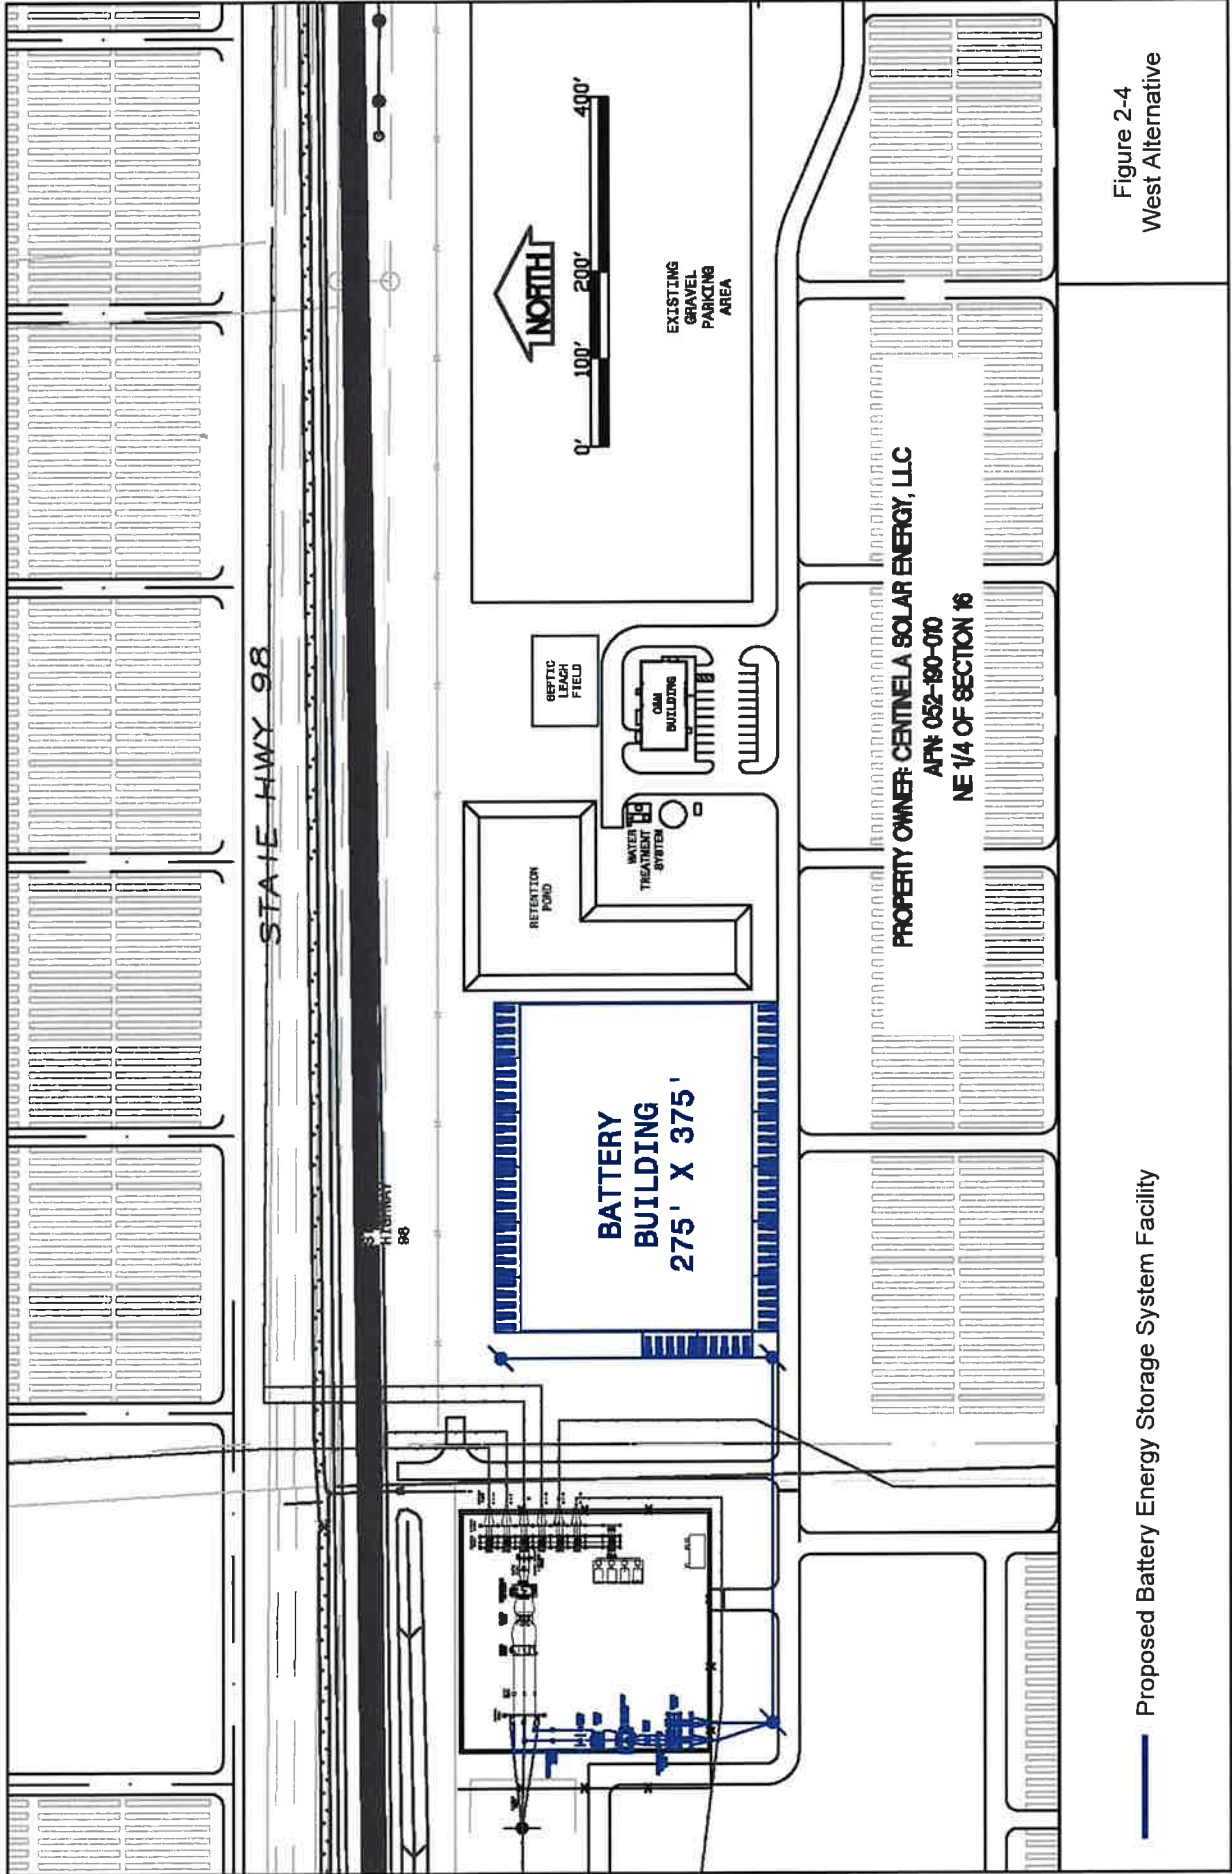 STATE HWY 98
HIGHWAY
98
NORTH
0' 100' 200' 400'
EXISTING
GRAVEL
PARKING
AREA
SEPTIC
LEACH
FIELD
O&M
BUILDING
RETENTION
POND
WATER
TREATMENT
SYSTEM
BATTERY
BUILDING
275' X 375'
PROPERTY OWNER: CENTINELA SOLAR ENERGY, LLC
APN: 052-190-010
NE 1/4 OF SECTION 16
Proposed Battery Energy Storage System Facility
Figure 2-4
West Alternative